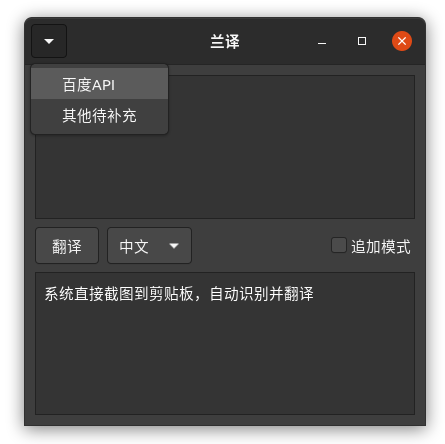 兰译
百度API
其他待补充
翻译
中文
追加模式
系统直接截图到剪贴板，自动识别并翻译